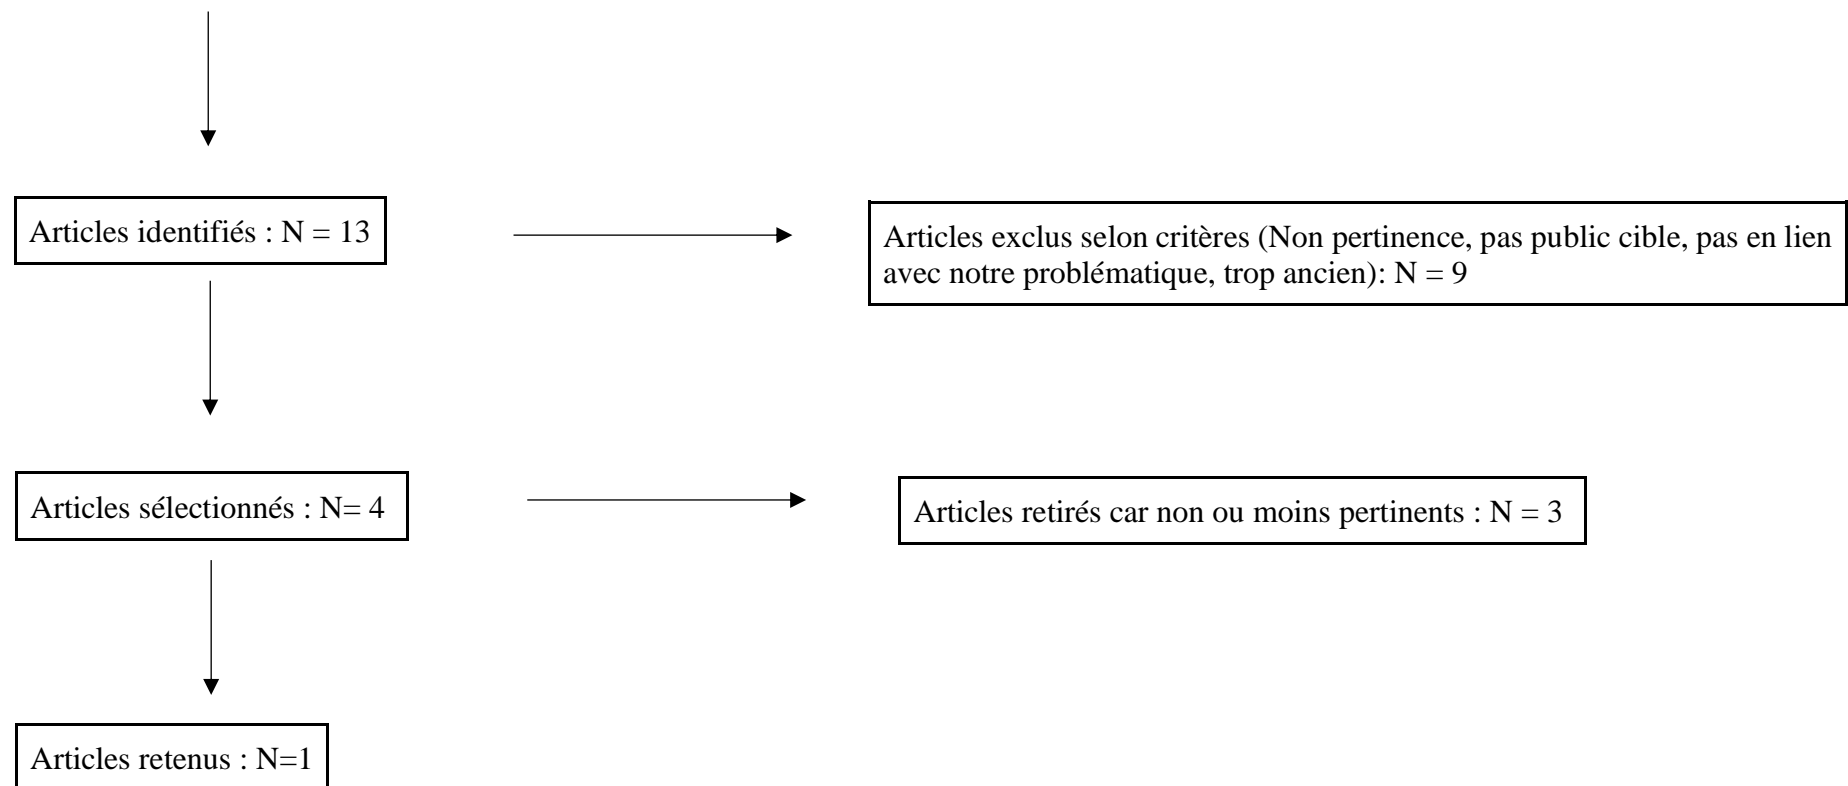 Articles identifiés : N = 13
Articles exclus selon critères (Non pertinence, pas public cible, pas en lien
avec notre problématique, trop ancien): N = 9
Articles sélectionnés : N= 4
Articles retirés car non ou moins pertinents : N = 3
Articles retenus : N=1